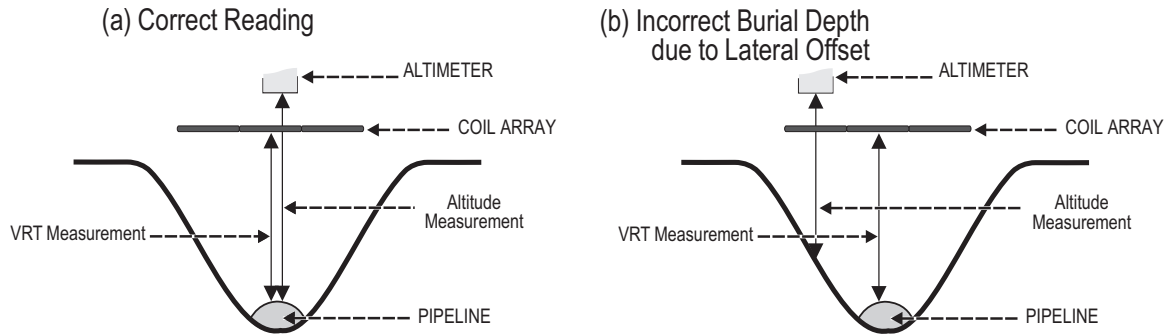 (a) Correct Reading
ALTIMETER
COIL ARRAY
Altitude
Measurement
VRT Measurement
PIPELINE
(b) Incorrect Burial Depth
due to Lateral Offset
ALTIMETER
COIL ARRAY
Altitude
Measurement
VRT Measurement
PIPELINE